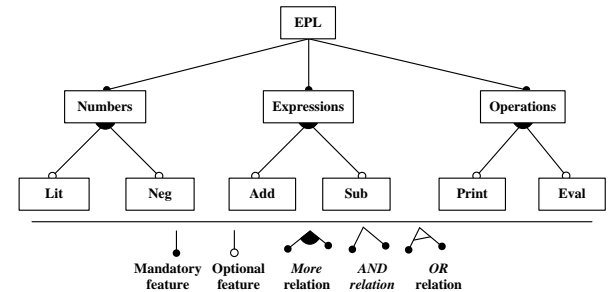 EPL
Numbers Expressions Operations
Lit Neg Add Sub Print Eval
Mandatory Optional More AND OR
feature feature relation relation relation